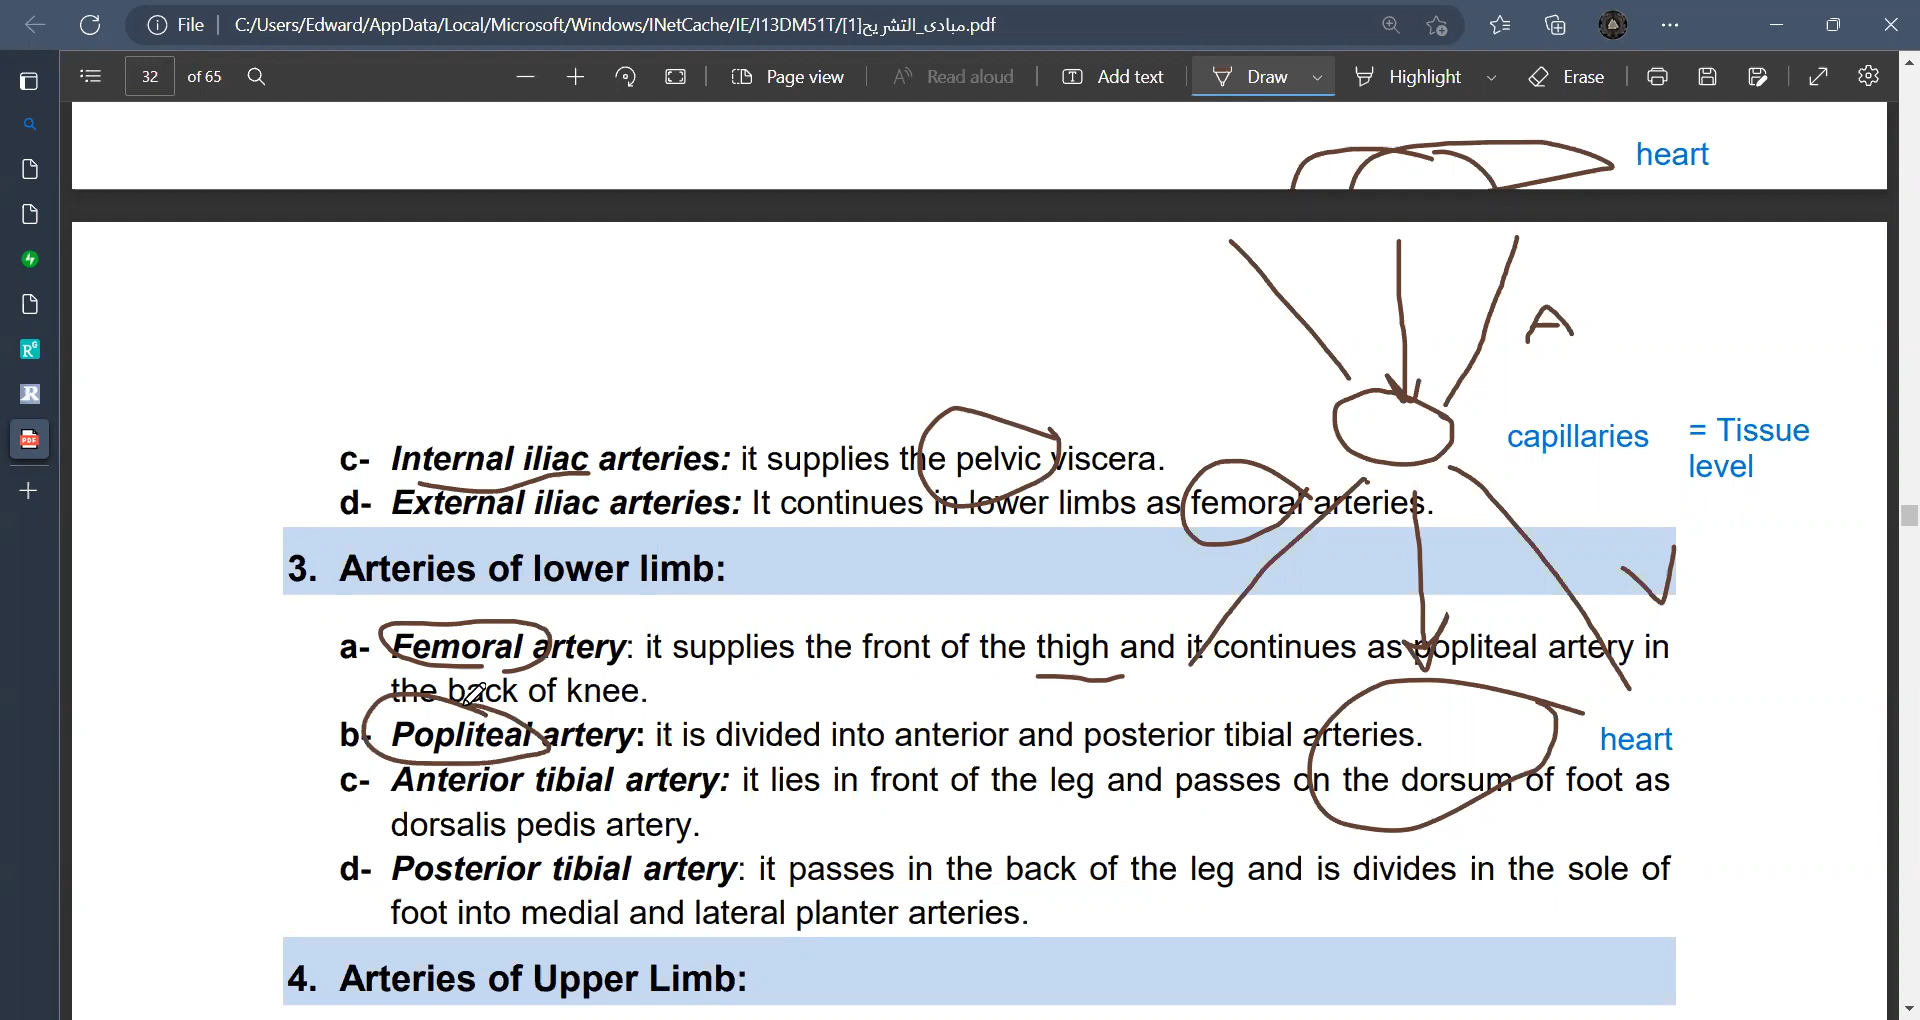 File C:/Users/Edward/AppData/Local/Microsoft/Windows/INetCache/IE/I13DM51T/مبادى_التشريح[1].pdf
32 of 65 Page view Read aloud Add text Draw Highlight Erase
heart
A
capillaries = Tissue
level
c- Internal iliac arteries: it supplies the pelvic viscera.
d- External iliac arteries: It continues in lower limbs as femoral arteries.
3. Arteries of lower limb:
V
a- Femoral artery: it supplies the front of the thigh and it continues as popliteal artery in
the back of knee.
b- Popliteal artery: it is divided into anterior and posterior tibial arteries.
heart
c- Anterior tibial artery: it lies in front of the leg and passes on the dorsum of foot as
dorsalis pedis artery.
d- Posterior tibial artery: it passes in the back of the leg and is divides in the sole of
foot into medial and lateral planter arteries.
4. Arteries of Upper Limb:
RG
R
PDF